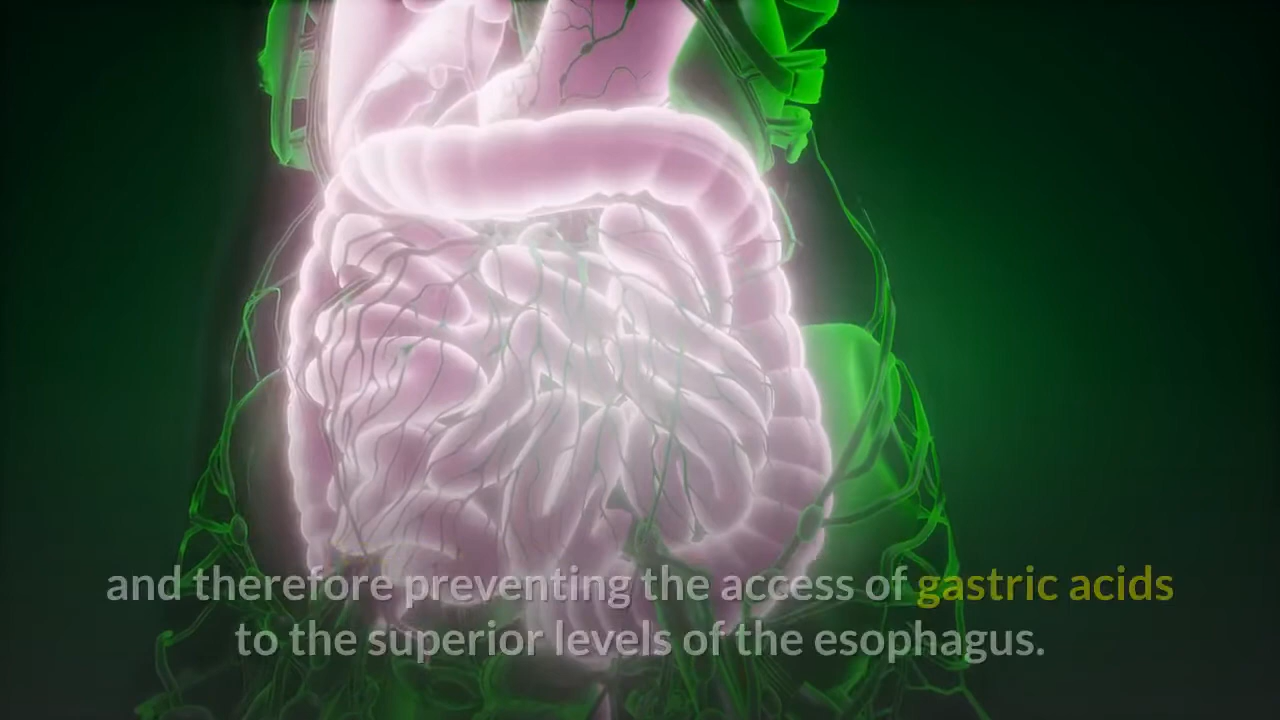 and therefore preventing the access of gastric acids
to the superior levels of the esophagus.